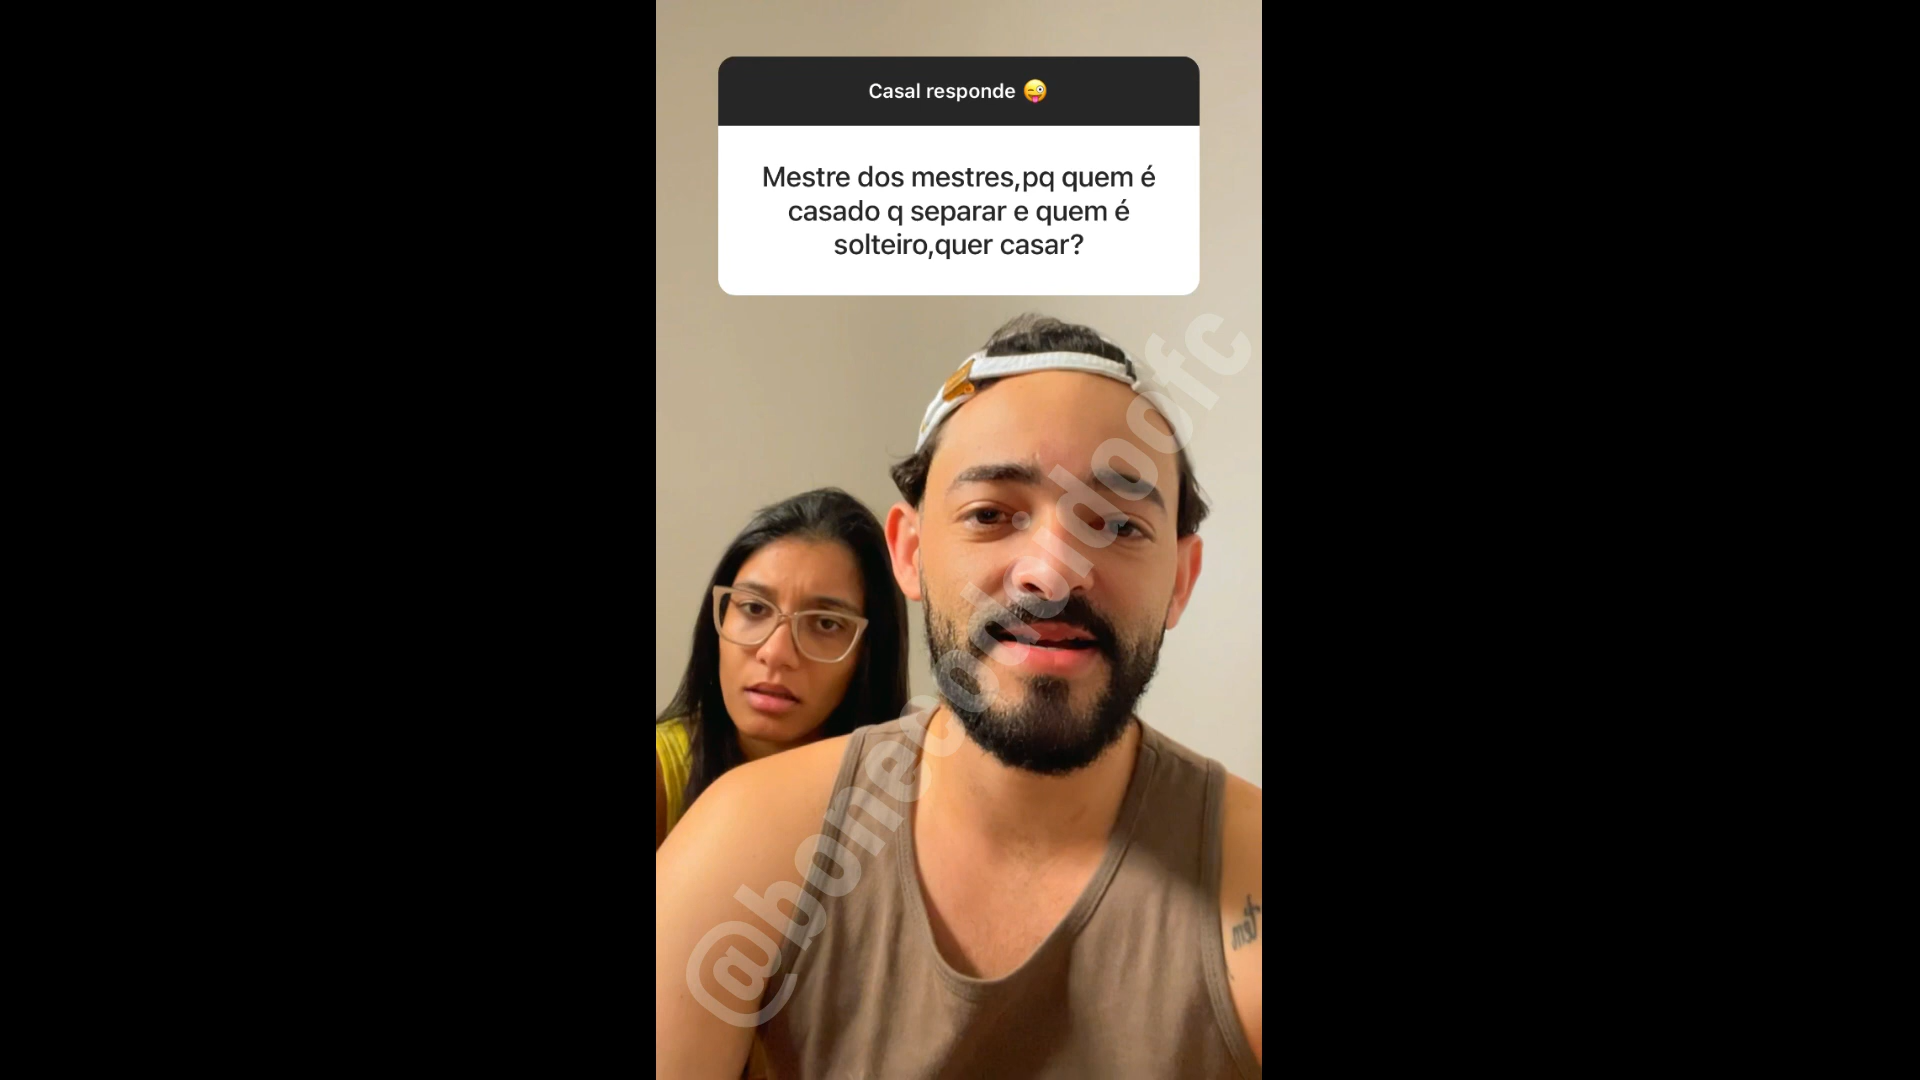 Casal responde 😜
Mestre dos mestres,pq quem é
casado q separar e quem é
solteiro,quer casar?